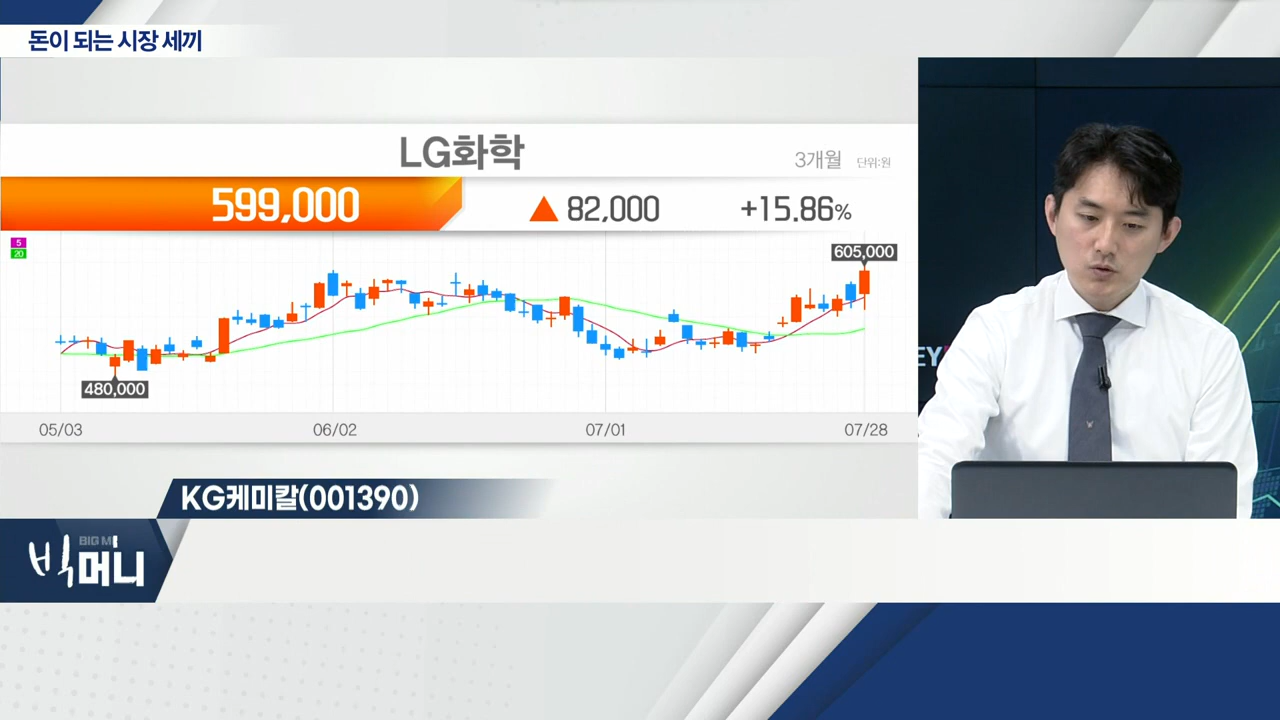 돈이 되는 시장 세끼
LG화학
3개월 단위:원
599,000 ▲ 82,000 +15.86%
5
20
605,000
480,000
05/03 06/02 07/01 07/28
EY
KG케미칼(001390)
BIG M
빅머니